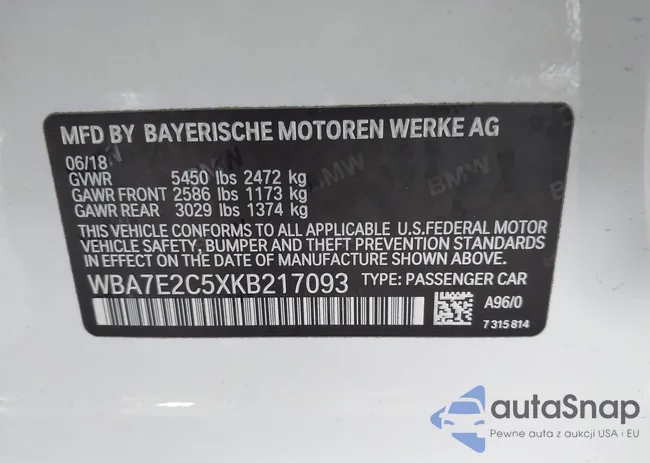 MFD BY BAYERISCHE MOTOREN WERKE AG
06/18
GVWR 5450 lbs 2472 kg
GAWR FRONT 2586 lbs 1173 kg
GAWR REAR 3029 lbs 1374 kg
THIS VEHICLE CONFORMS TO ALL APPLICABLE U.S.FEDERAL MOTOR
VEHICLE SAFETY, BUMPER AND THEFT PREVENTION STANDARDS
IN EFFECT ON THE DATE OF MANUFACTURE SHOWN ABOVE.
WBA7E2C5XKB217093 TYPE: PASSENGER CAR
A96/0
7 315 814
BMW
BMW
autaSnap
Pewne auta z aukcji USA i EU